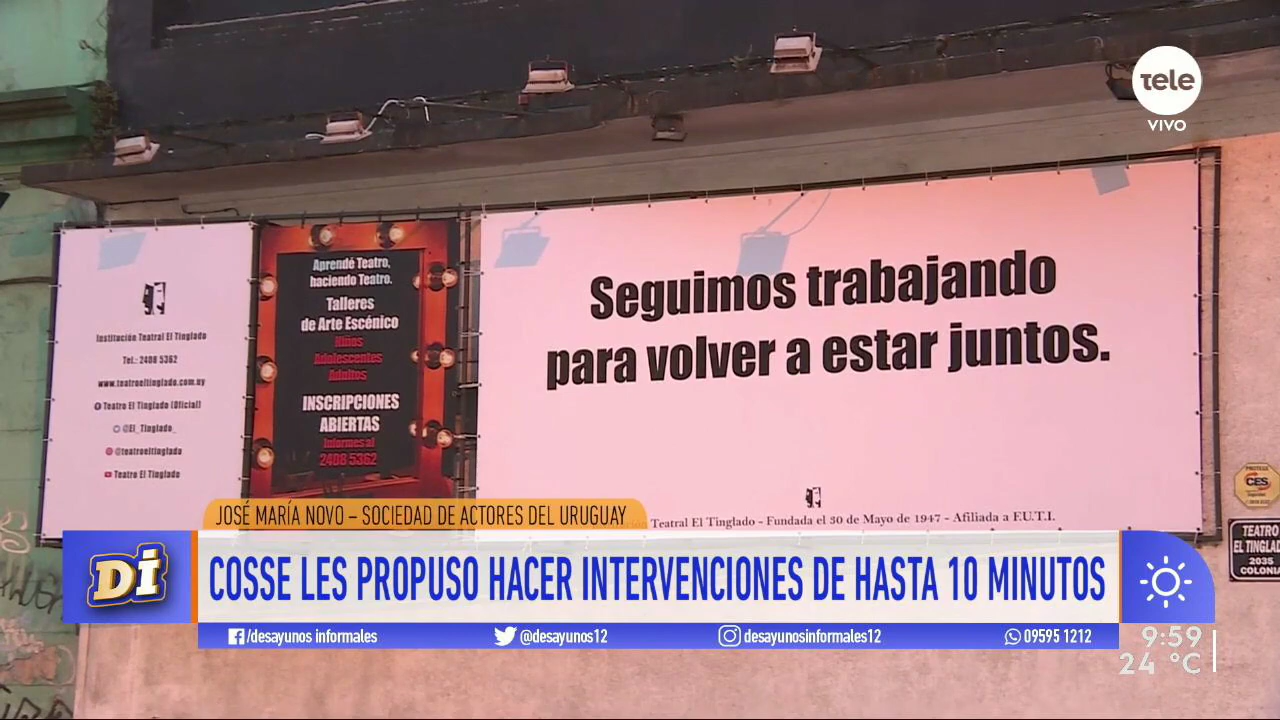 tele
VIVO
Institución Teatral El Tinglado
Tel.: 2408 5362
www.teatroeltinglado.com.uy
Teatro El Tinglado (Oficial)
@El_Tinglado_
@teatroeltinglado
Teatro El Tinglado
Aprendé Teatro,
haciendo Teatro.
Talleres
de Arte Escénico
Niños
Adolescentes
Adultos
INSCRIPCIONES
ABIERTAS
Informes al
2408 5362
Seguimos trabajando
para volver a estar juntos.
Teatral El Tinglado - Fundada el 30 de Mayo de 1947 - Afiliada a F.U.T.I.
CES
TEATRO
EL TINGLADO
2035
COLONIA
JOSÉ MARÍA NOVO – SOCIEDAD DE ACTORES DEL URUGUAY
Di
COSSE LES PROPUSO HACER INTERVENCIONES DE HASTA 10 MINUTOS
/desayunos informales
@desayunos12
desayunosinformales12
09595 1212
9:59
24 °C